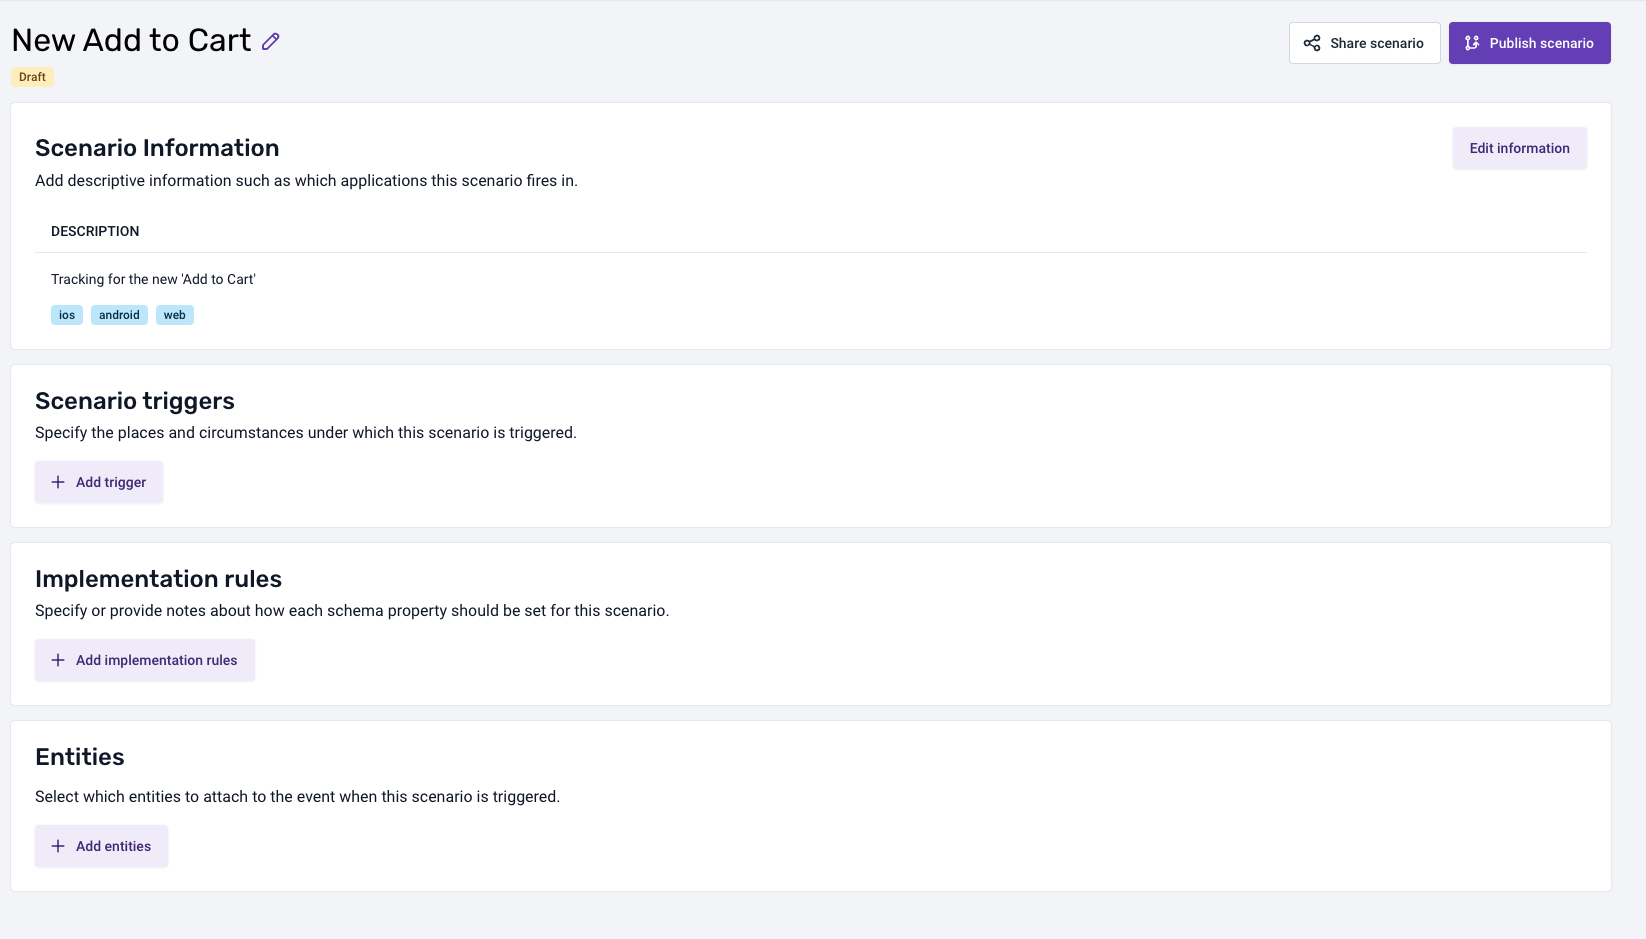 New Add to Cart
Share scenario
Publish scenario
Draft
Scenario Information
Edit information
Add descriptive information such as which applications this scenario fires in.
DESCRIPTION
Tracking for the new 'Add to Cart'
ios android web
Scenario triggers
Specify the places and circumstances under which this scenario is triggered.
Add trigger
Implementation rules
Specify or provide notes about how each schema property should be set for this scenario.
Add implementation rules
Entities
Select which entities to attach to the event when this scenario is triggered.
Add entities